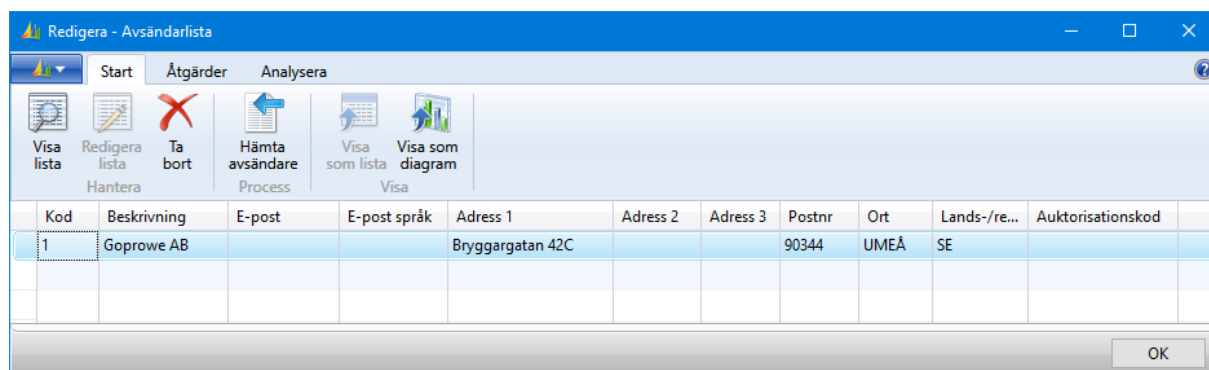 Redigera - Avsändarlista
Start Åtgärder Analysera
Visa lista
Redigera lista
Ta bort
Hämta avsändare
Visa som lista
Visa som diagram
Hantera Process Visa
Kod Beskrivning E-post E-post språk Adress 1 Adress 2 Adress 3 Postnr Ort Lands-/re... Auktorisationskod
1 Goprowe AB Bryggargatan 42C 90344 UMEÅ SE
OK